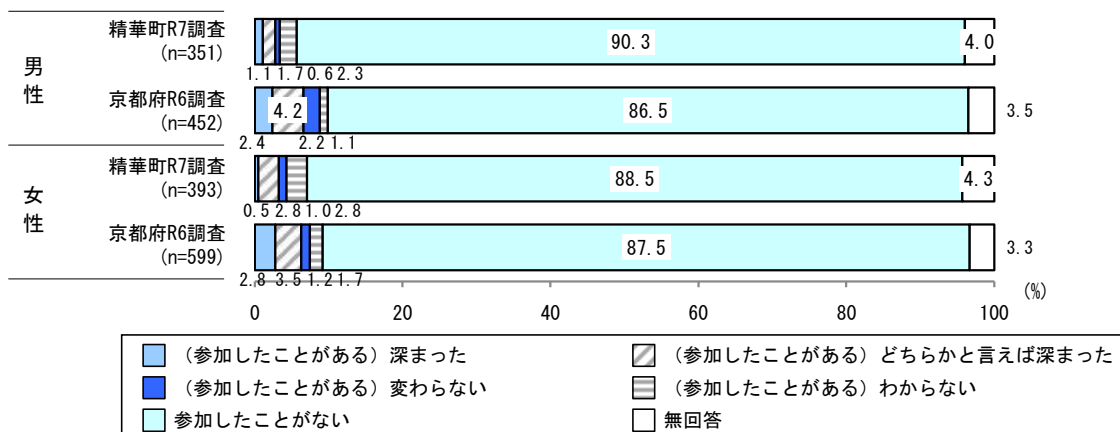 男性
精華町R7調査
(n=351)
90.3
4.0
1.1 1.7 0.6 2.3
京都府R6調査
(n=452)
4.2
86.5
3.5
2.4 2.2 1.1
女性
精華町R7調査
(n=393)
88.5
4.3
0.5 2.8 1.0 2.8
京都府R6調査
(n=599)
87.5
3.3
2.8 3.5 1.2 1.7
(%)
0 20 40 60 80 100
（参加したことがある）深まった
（参加したことがある）どちらかと言えば深まった
（参加したことがある）変わらない
（参加したことがある）わからない
参加したことがない
無回答